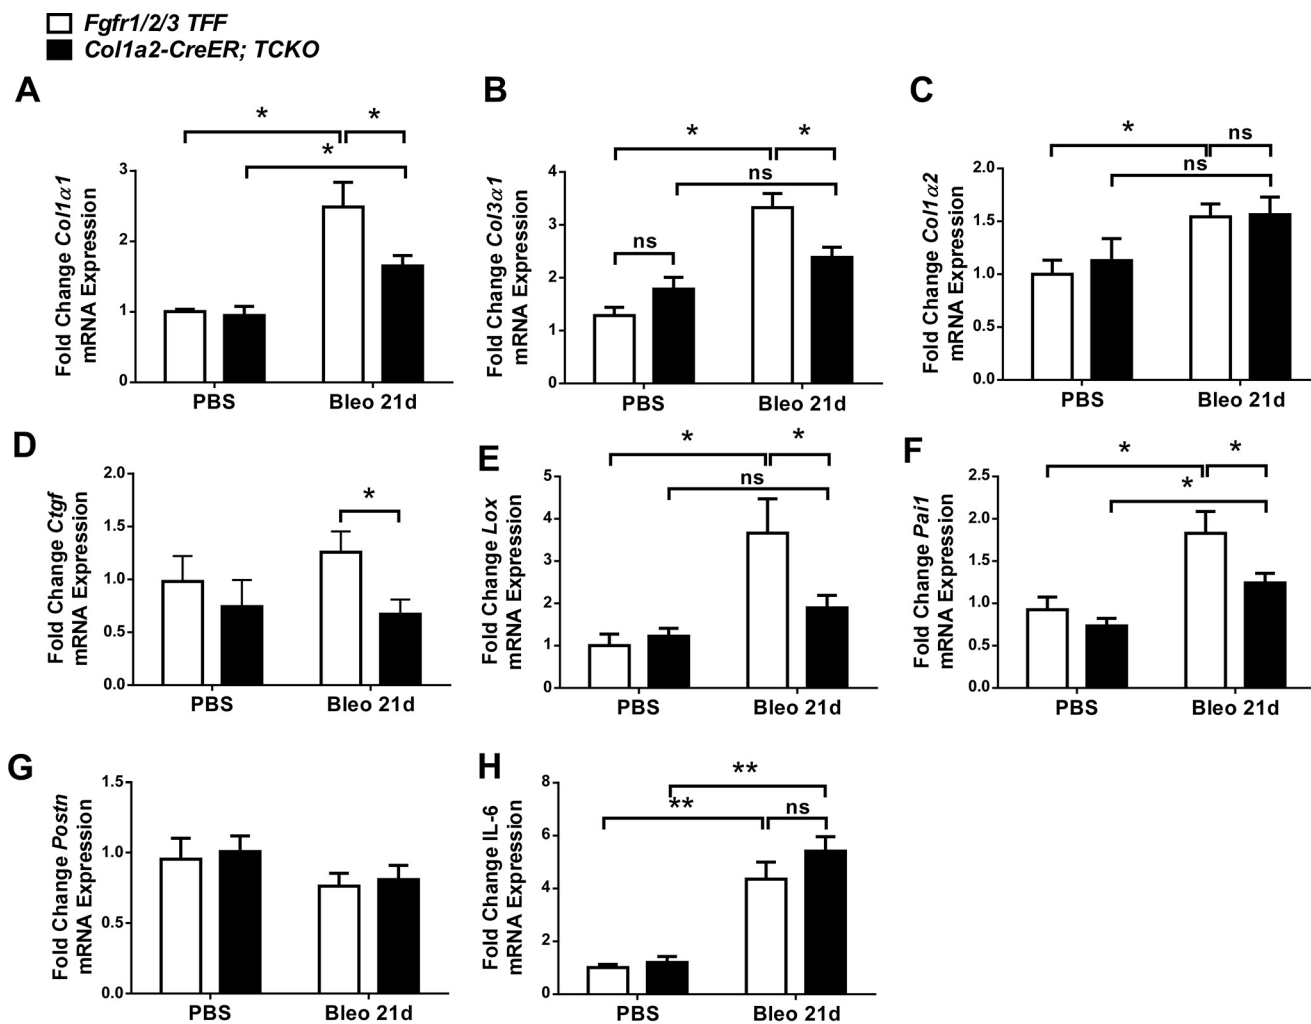 Fgfr1/2/3 TFF
Col1a2-CreER; TCKO
A
* *
*
Fold Change Col1α1
mRNA Expression
3
2
1
0
PBS Bleo 21d
B
* *
ns
ns
Fold Change Col3α1
mRNA Expression
4
3
2
1
0
PBS Bleo 21d
C
* ns
ns
Fold Change Col1α2
mRNA Expression
2.0
1.5
1.0
0.5
0.0
PBS Bleo 21d
D
*
Fold Change Ctgf
mRNA Expression
2.0
1.5
1.0
0.5
0.0
PBS Bleo 21d
E
* *
ns
Fold Change Lox
mRNA Expression
5
4
3
2
1
0
PBS Bleo 21d
F
* *
*
Fold Change Pai1
mRNA Expression
2.5
2.0
1.5
1.0
0.5
0.0
PBS Bleo 21d
G
Fold Change Postn
mRNA Expression
1.5
1.0
0.5
0.0
PBS Bleo 21d
H
**
** ns
Fold Change IL-6
mRNA Expression
8
6
4
2
0
PBS Bleo 21d